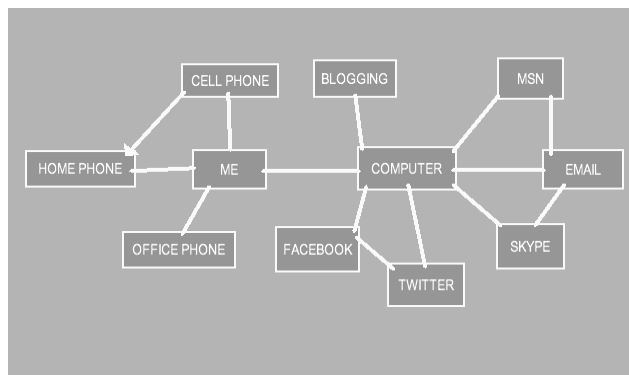 CELL PHONE
BLOGGING
MSN
HOME PHONE
ME
COMPUTER
EMAIL
OFFICE PHONE
FACEBOOK
SKYPE
TWITTER